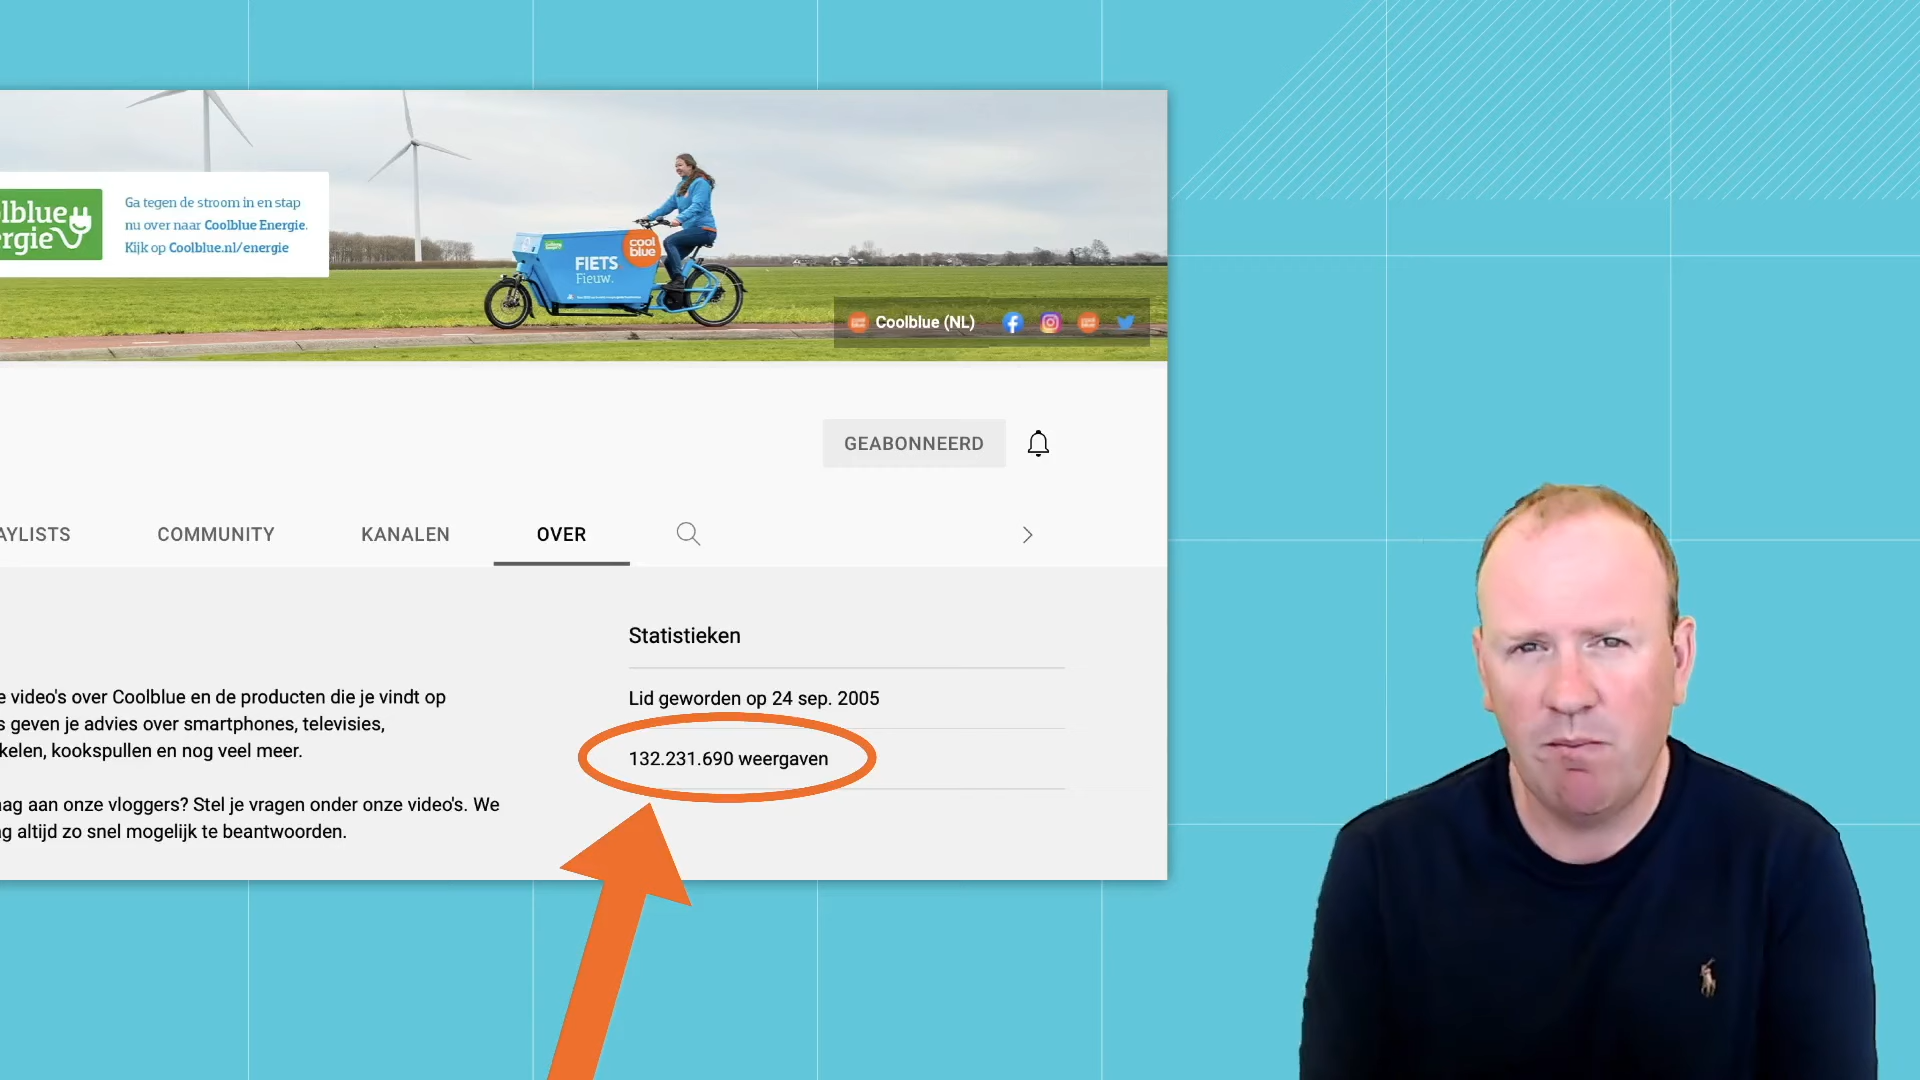 lblue
rgie
Ga tegen de stroom in en stap
nu over naar Coolblue Energie.
Kijk op Coolblue.nl/energie
cool
blue
FIETS.
Fieuw.
Coolblue (NL)
GEABONNEERD
AYLISTS
COMMUNITY
KANALEN
OVER
e video's over Coolblue en de producten die je vindt op
s geven je advies over smartphones, televisies,
kelen, kookspullen en nog veel meer.
ag aan onze vloggers? Stel je vragen onder onze video's. We
g altijd zo snel mogelijk te beantwoorden.
Statistieken
Lid geworden op 24 sep. 2005
132.231.690 weergaven